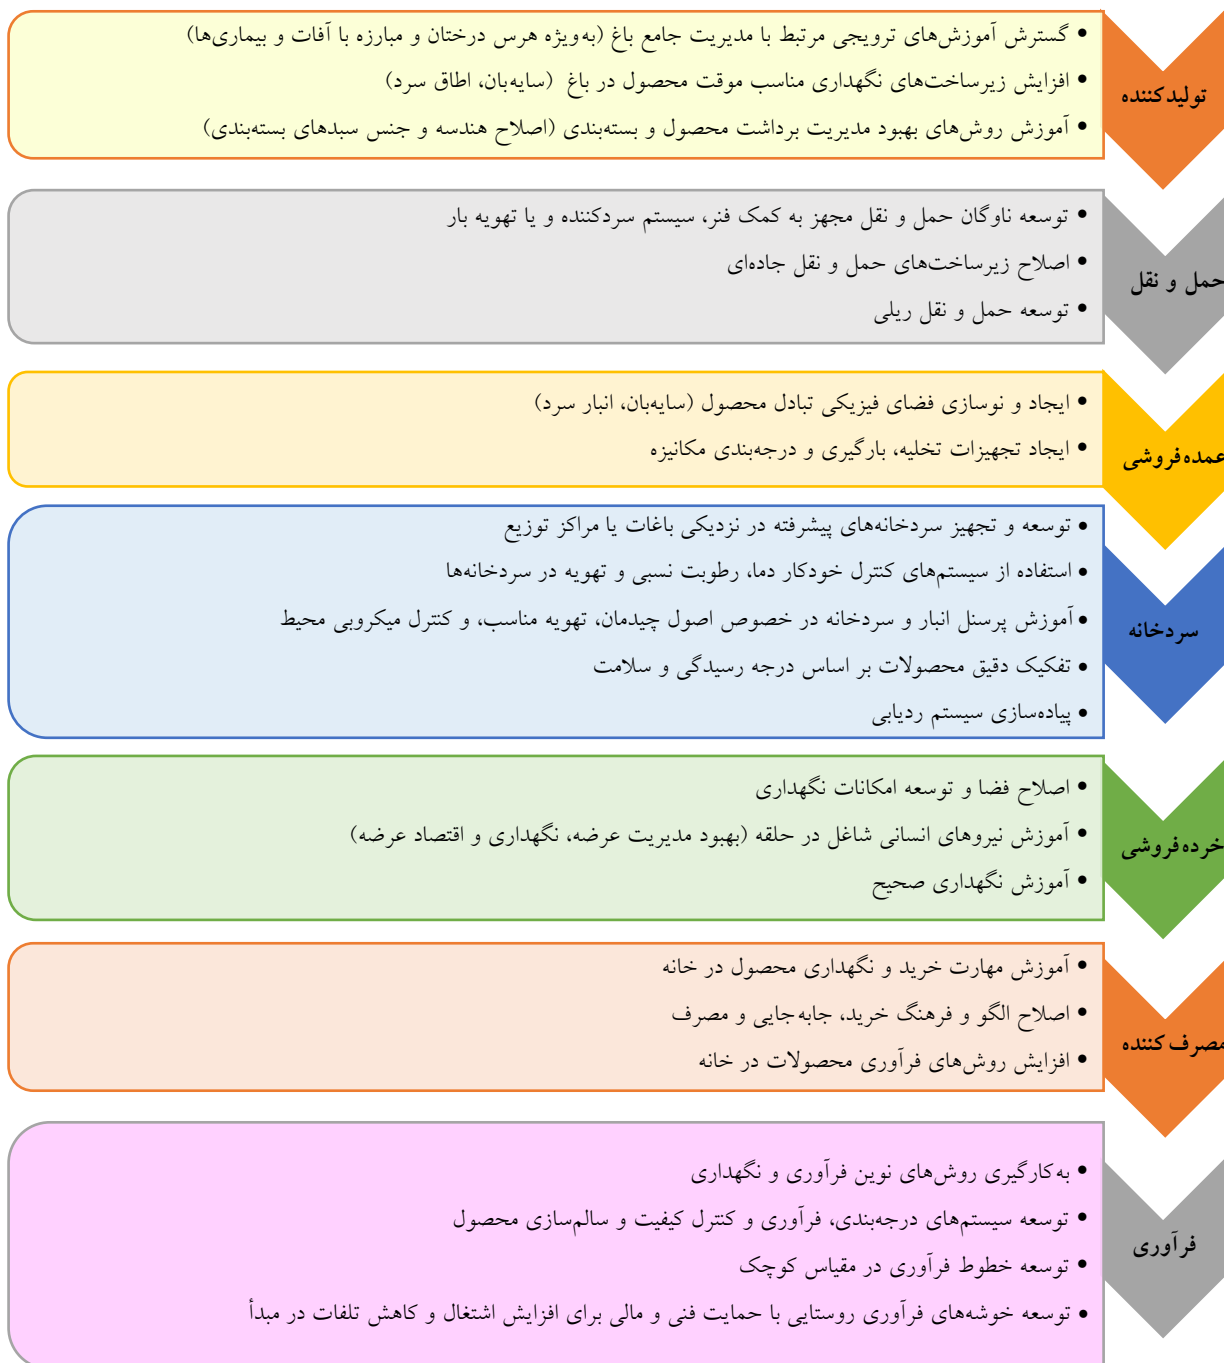 تولیدکننده
• گسترش آموزش‌های ترویجی مرتبط با مدیریت جامع باغ (به‌ویژه هرس درختان و مبارزه با آفات و بیماری‌ها)
• افزایش زیرساخت‌های نگهداری مناسب موقت محصول در باغ (سایه‌بان، اطاق سرد)
• آموزش روش‌های بهبود مدیریت برداشت محصول و بسته‌بندی (اصلاح هندسه و جنس سبدهای بسته‌بندی)
حمل و نقل
• توسعه ناوگان حمل و نقل مجهز به کمک فنر، سیستم سردکننده و یا تهویه بار
• اصلاح زیرساخت‌های حمل و نقل جاده‌ای
• توسعه حمل و نقل ریلی
عمده‌فروشی
• ایجاد و نوسازی فضای فیزیکی تبادل محصول (سایه‌بان، انبار سرد)
• ایجاد تجهیزات تخلیه، بارگیری و درجه‌بندی مکانیزه
سردخانه
• توسعه و تجهیز سردخانه‌های پیشرفته در نزدیکی باغات یا مراکز توزیع
• استفاده از سیستم‌های کنترل خودکار دما، رطوبت نسبی و تهویه در سردخانه‌ها
• آموزش پرسنل انبار و سردخانه در خصوص اصول چیدمان، تهویه مناسب، و کنترل میکروبی محیط
• تفکیک دقیق محصولات بر اساس درجه رسیدگی و سلامت
• پیاده‌سازی سیستم ردیابی
خرده‌فروشی
• اصلاح فضا و توسعه امکانات نگهداری
• آموزش نیروهای انسانی شاغل در حلقه (بهبود مدیریت عرضه، نگهداری و اقتصاد عرضه)
• آموزش نگهداری صحیح
مصرف‌کننده
• آموزش مهارت خرید و نگهداری محصول در خانه
• اصلاح الگو و فرهنگ خرید، جابه‌جایی و مصرف
• افزایش روش‌های فرآوری محصولات در خانه
فرآوری
• به‌کارگیری روش‌های نوین فرآوری و نگهداری
• توسعه سیستم‌های درجه‌بندی، فرآوری و کنترل کیفیت و سالم‌سازی محصول
• توسعه خطوط فرآوری در مقیاس کوچک
• توسعه خوشه‌های فرآوری روستایی با حمایت فنی و مالی برای افزایش اشتغال و کاهش تلفات در مبدأ